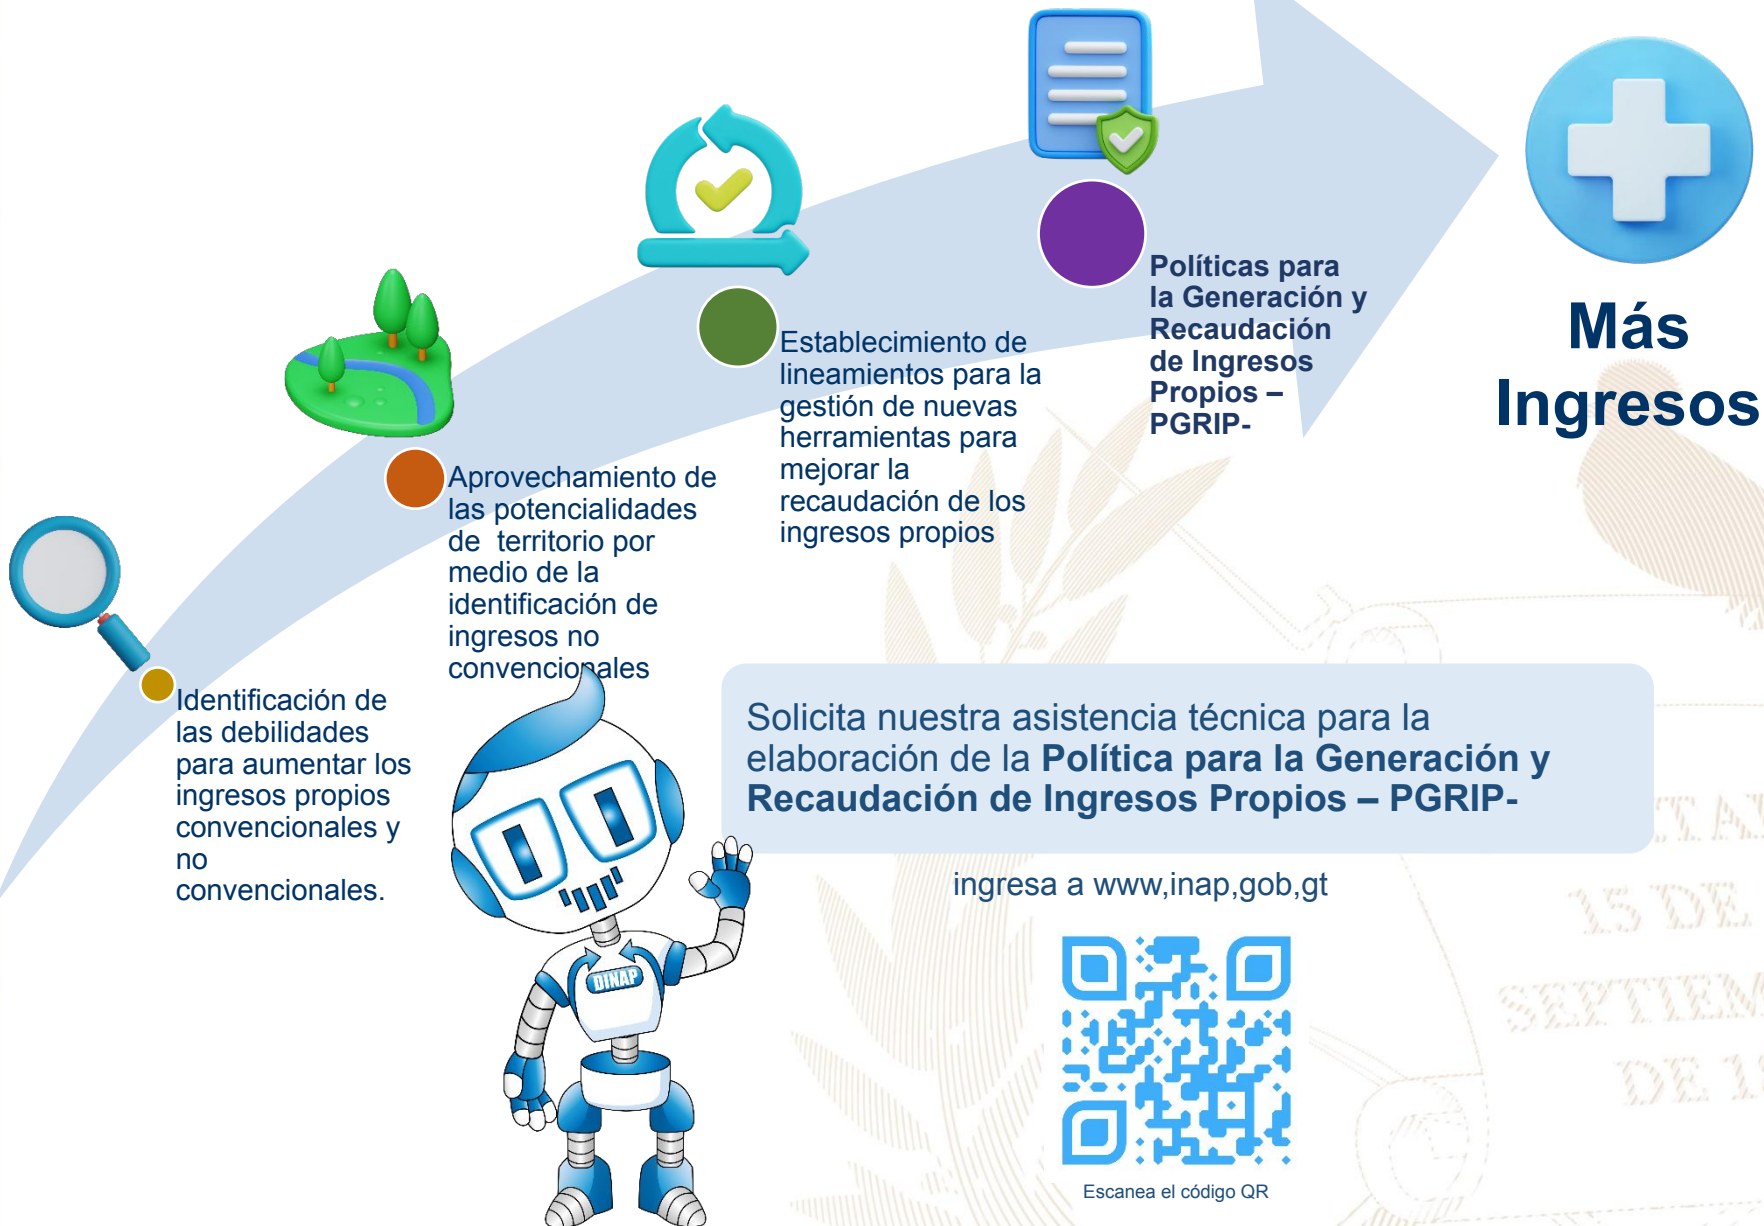 Políticas para
la Generación y
Recaudación
de Ingresos
Propios –
PGRIP-
Más
Ingresos
Establecimiento de
lineamientos para la
gestión de nuevas
herramientas para
mejorar la
recaudación de los
ingresos propios
Aprovechamiento de
las potencialidades
de  territorio por
medio de la
identificación de
ingresos no
convencionales
Identificación de
las debilidades
para aumentar los
ingresos propios
convencionales y
no
convencionales.
Solicita nuestra asistencia técnica para la
elaboración de la Política para la Generación y
Recaudación de Ingresos Propios – PGRIP-
ingresa a www,inap,gob,gt
DINAP
15 DE
DE
Escanea el código QR